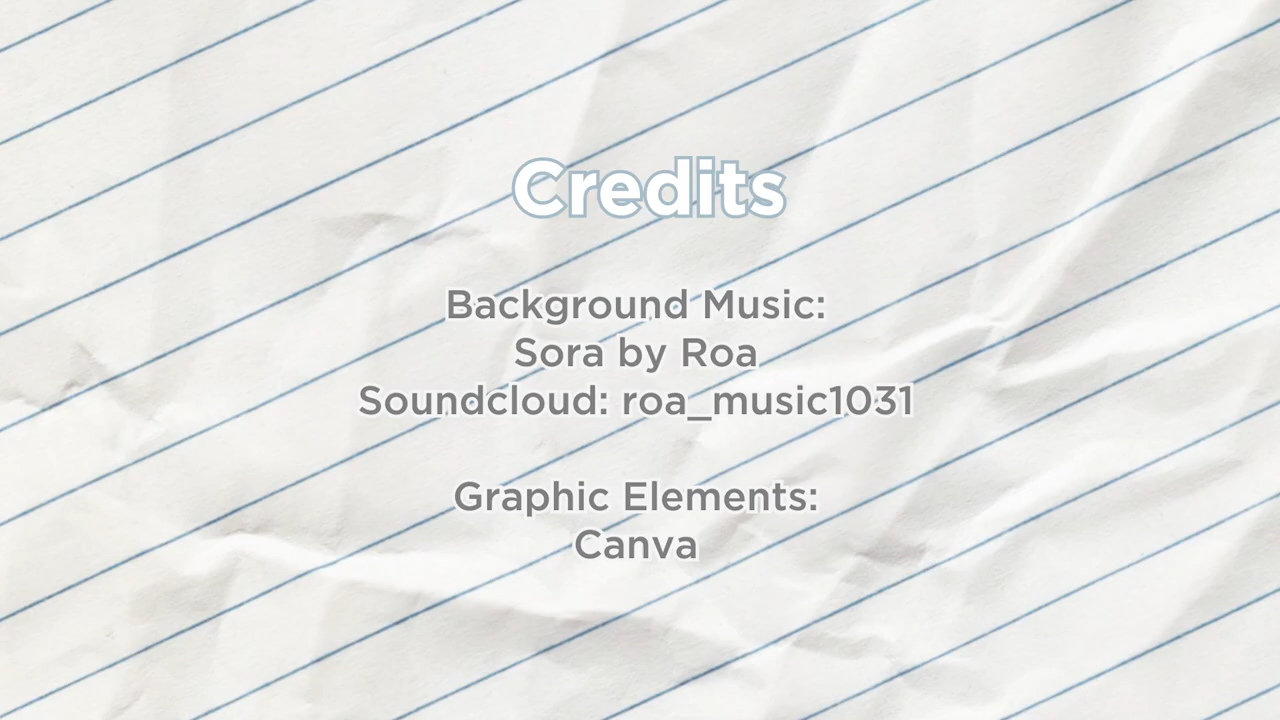 Credits
Background Music:
Sora by Roa
Soundcloud: roa_music1031
Graphic Elements:
Canva